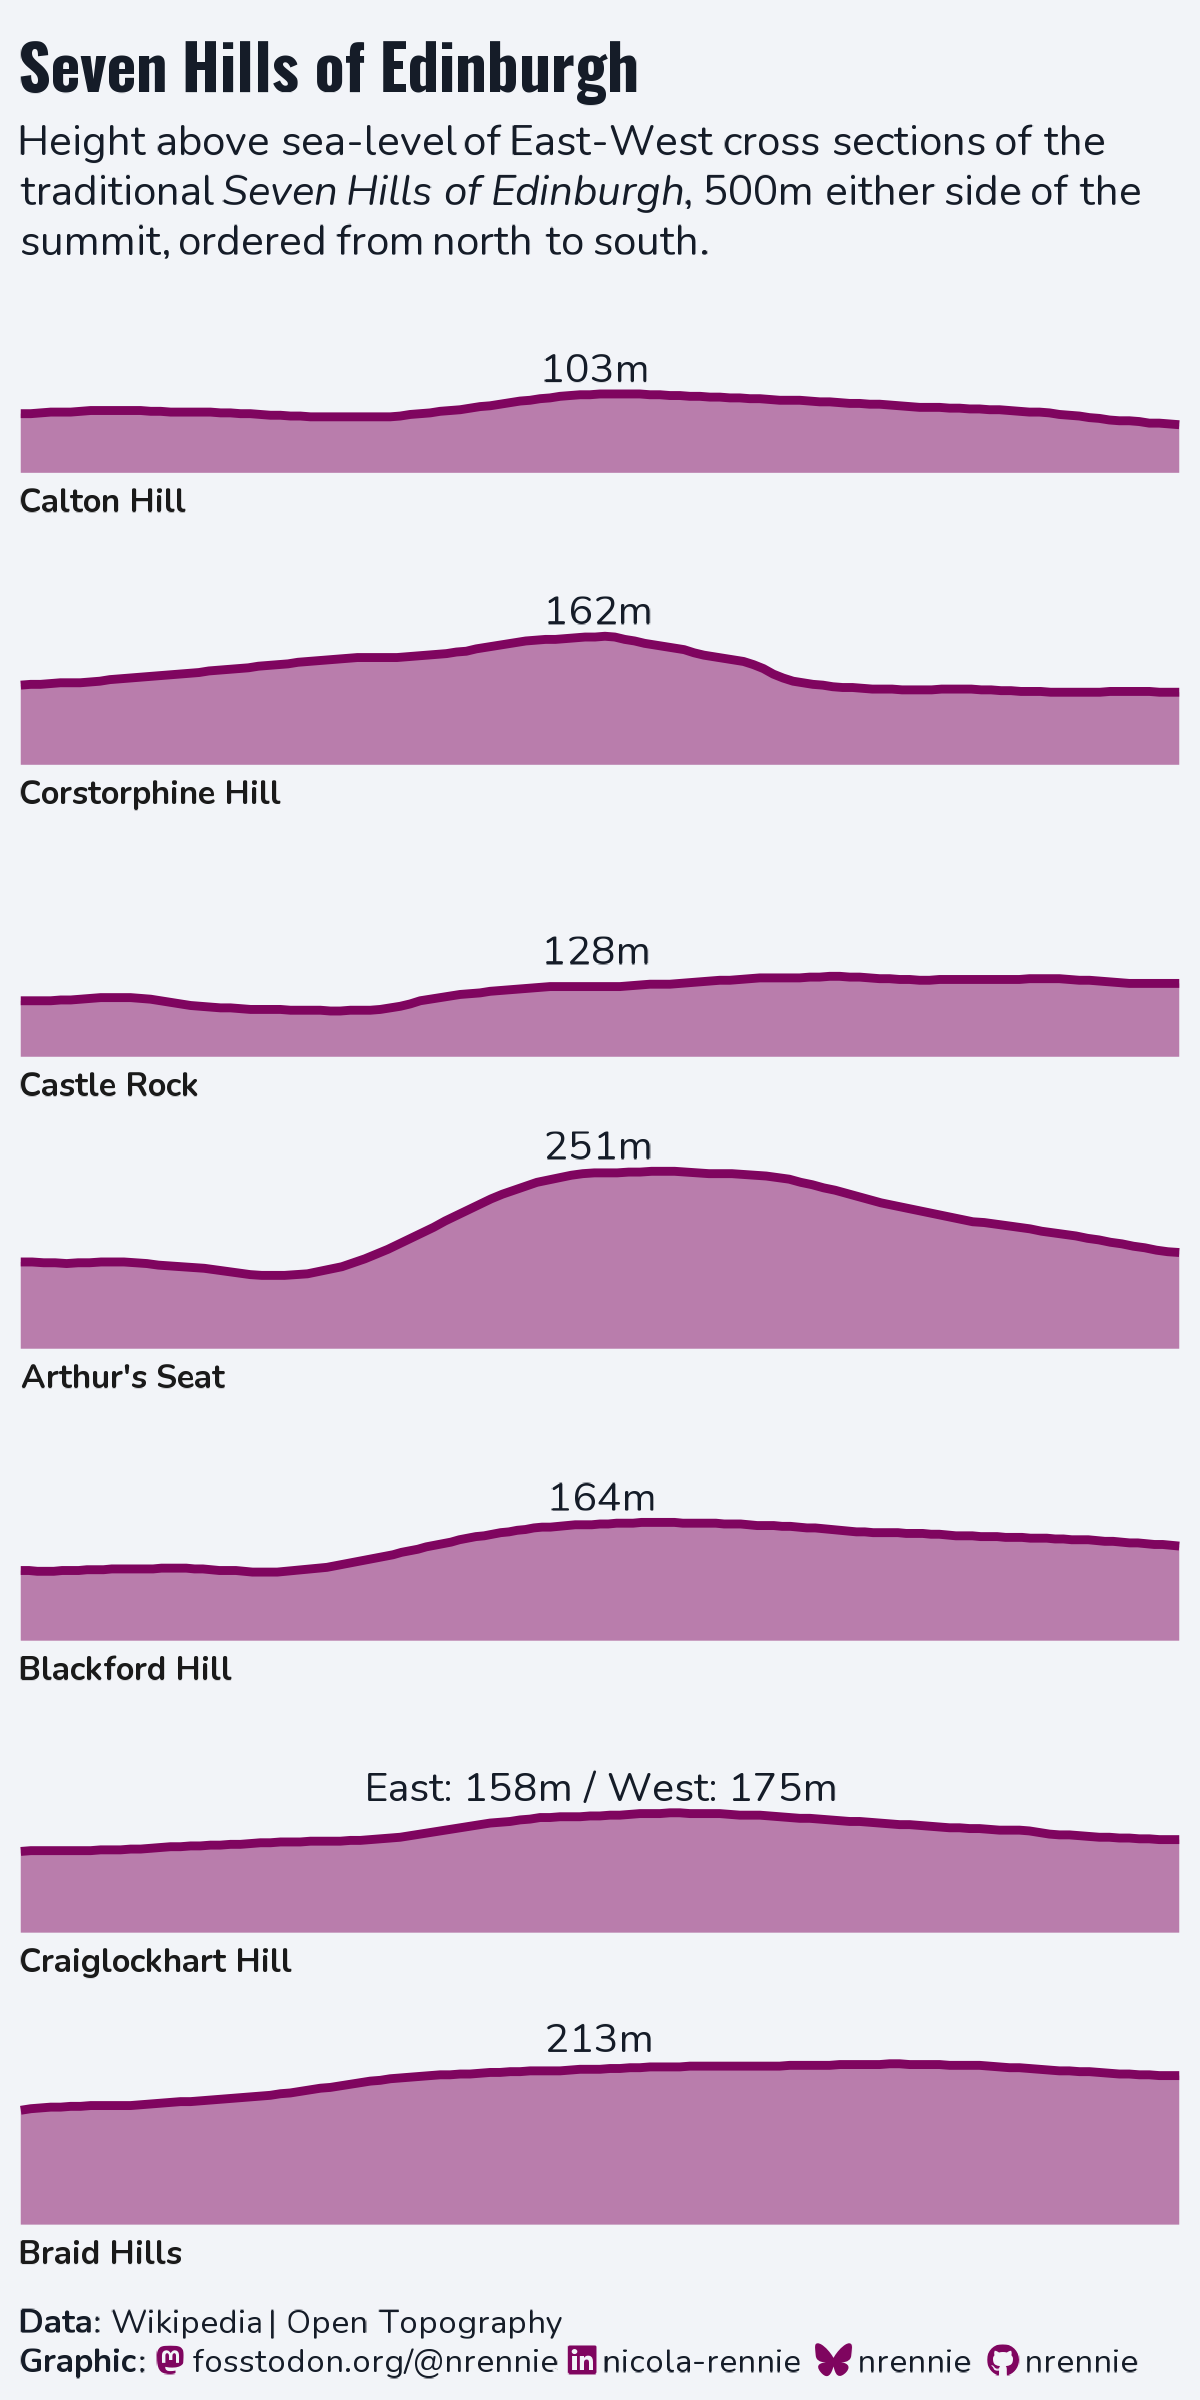 Seven Hills of Edinburgh
Height above sea-level of East-West cross sections of the
traditional Seven Hills of Edinburgh, 500m either side of the
summit, ordered from north to south.
103m
Calton Hill
162m
Corstorphine Hill
128m
Castle Rock
251m
Arthur's Seat
164m
Blackford Hill
East: 158m / West: 175m
Craiglockhart Hill
213m
Braid Hills
Data: Wikipedia | Open Topography
Graphic: fosstodon.org/@nrennie nicola-rennie nrennie nrennie